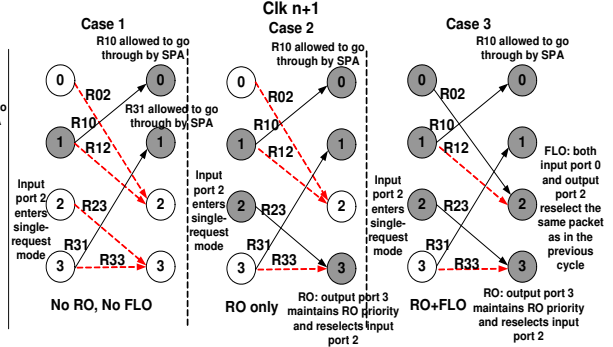 Clk n+1
Case 1
Case 2
Case 3
R10 allowed to go
through by SPA
R31 allowed to go
through by SPA
0
0
R02
R10
1
1
R12
Input
port 2
enters
single-
request
mode
2
2
R23
R31
3
3
R33
No RO, No FLO
R10 allowed to go
through by SPA
0
0
R02
R10
1
1
R12
Input
port 2
enters
single-
request
mode
2
2
R23
R31
3
3
R33
RO only
RO: output port 3
maintains RO priority
and reselects input
port 2
R10 allowed to go
through by SPA
0
0
R02
R10
1
1
R12
Input
port 2
enters
single-
request
mode
2
2
R23
R31
3
3
R33
FLO: both
input port 0
and output
port 2
reselect the
same packet
as in the
previous
cycle
RO+FLO
RO: output port 3
maintains RO priority
and reselects input
port 2